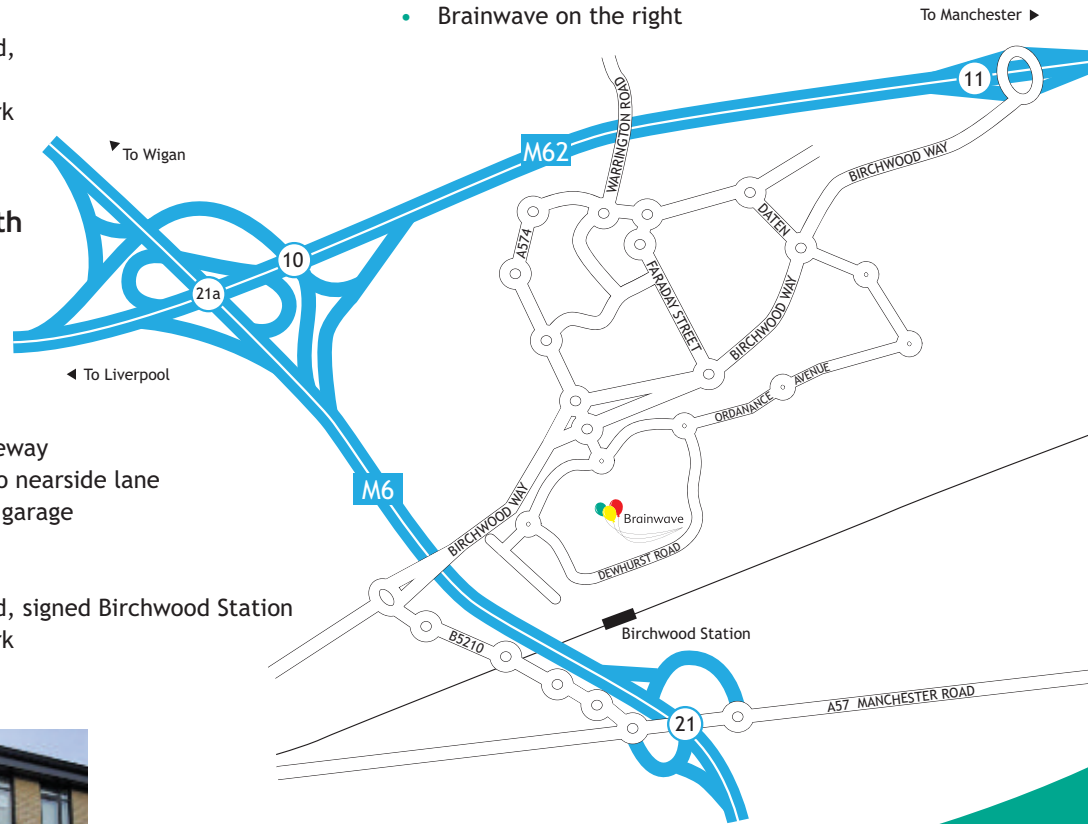 • Brainwave on the right
To Manchester ▶
d,
rk
To Wigan
th
To Liverpool
eway
o nearside lane
garage
d, signed Birchwood Station
rk
11
M62
WARRINGTON ROAD
BIRCHWOOD WAY
A574
DATEN
10
21a
FARADAY STREET
BIRCHWOOD WAY
ORDANANCE AVENUE
M6
BIRCHWOOD WAY
Brainwave
DEWHURST ROAD
Birchwood Station
B5210
21
A57 MANCHESTER ROAD